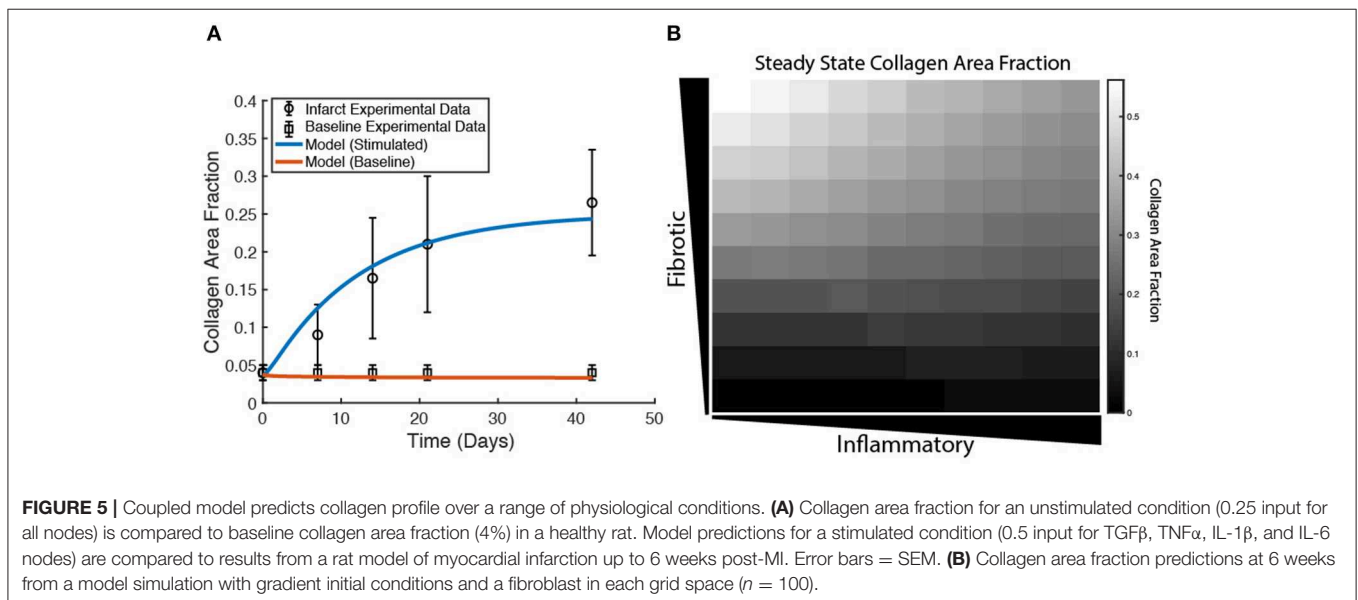 A
B
Steady State Collagen Area Fraction
0.4
0.35
0.3
0.25
0.2
0.15
0.1
0.05
0
Collagen Area Fraction
Infarct Experimental Data
Baseline Experimental Data
Model (Stimulated)
Model (Baseline)
0 10 20 30 40 50
Time (Days)
Fibrotic
Inflammatory
0.5
0.4
0.3
0.2
0.1
0
Collagen Area Fraction
FIGURE 5 | Coupled model predicts collagen profile over a range of physiological conditions. (A) Collagen area fraction for an unstimulated condition (0.25 input for
all nodes) is compared to baseline collagen area fraction (4%) in a healthy rat. Model predictions for a stimulated condition (0.5 input for TGFβ, TNFα, IL-1β, and IL-6
nodes) are compared to results from a rat model of myocardial infarction up to 6 weeks post-MI. Error bars = SEM. (B) Collagen area fraction predictions at 6 weeks
from a model simulation with gradient initial conditions and a fibroblast in each grid space (n = 100).